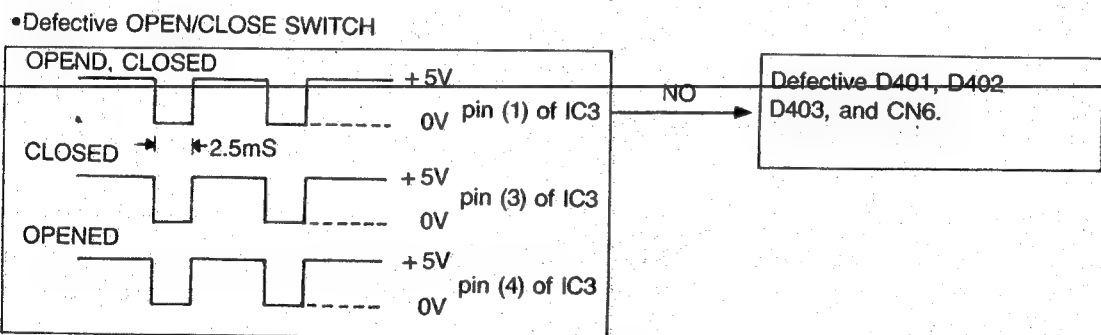 •Defective OPEN/CLOSE SWITCH
OPEND, CLOSED
+5V
0V
pin (1) of IC3
2.5mS
CLOSED
+5V
0V
pin (3) of IC3
OPENED
+5V
0V
pin (4) of IC3
NO
Defective D401, D402
D403, and CN6.